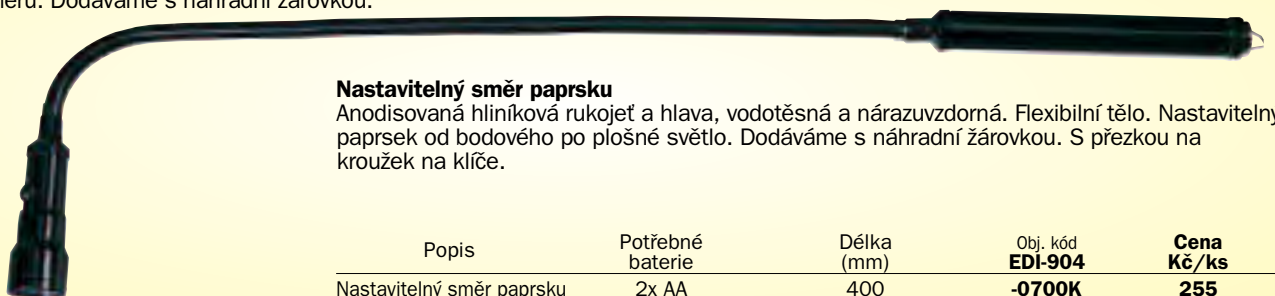 Dodáváme s náhradní žárovkou.
Nastavitelný směr paprsku
Anodisovaná hliníková rukojeť a hlava, vodotěsná a nárazuvzdorná. Flexibilní tělo. Nastavitelný
paprsek od bodového po plošné světlo. Dodáváme s náhradní žárovkou. S přezkou na
kroužek na klíče.
Popis Potřebné baterie Délka (mm) Obj. kód EDI-904 Cena Kč/ks
Nastavitelný směr paprsku 2x AA 400 -0700K 255